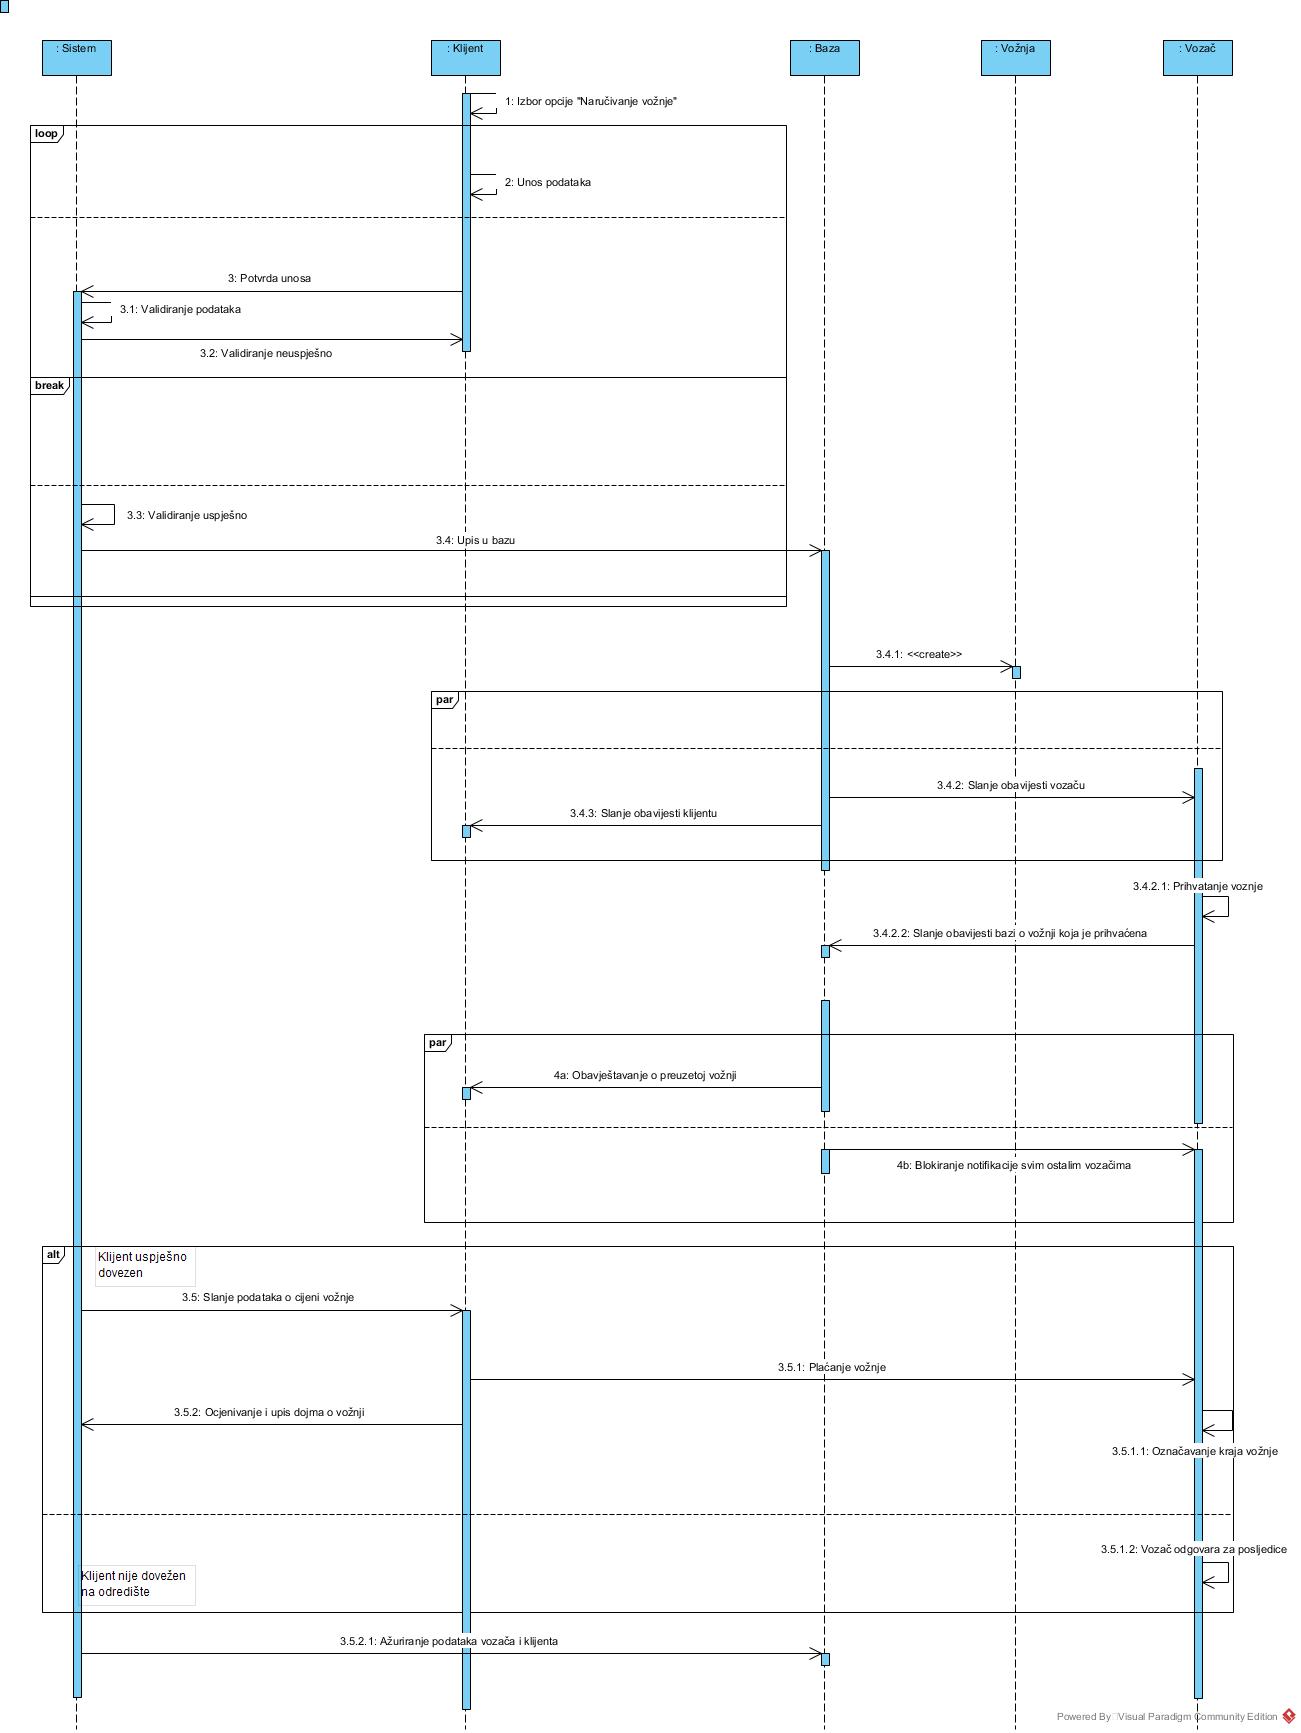 : Sistem
: Klijent
: Baza
: Vožnja
: Vozač
1: Izbor opcije "Naručivanje vožnje"
loop
2: Unos podataka
3: Potvrda unosa
3.1: Validiranje podataka
3.2: Validiranje neuspješno
break
3.3: Validiranje uspješno
3.4: Upis u bazu
3.4.1: <<create>>
par
3.4.2: Slanje obavijesti vozaču
3.4.3: Slanje obavijesti klijentu
3.4.2.1: Prihvatanje voznje
3.4.2.2: Slanje obavijesti bazi o vožnji koja je prihvaćena
par
4a: Obavještavanje o preuzetoj vožnji
4b: Blokiranje notifikacije svim ostalim vozačima
alt
Klijent uspješno
dovezen
3.5: Slanje podataka o cijeni vožnje
3.5.1: Plaćanje vožnje
3.5.2: Ocjenivanje i upis dojma o vožnji
3.5.1.1: Označavanje kraja vožnje
3.5.1.2: Vozač odgovara za posljedice
Klijent nije dovežen
na odredište
3.5.2.1: Ažuriranje podataka vozača i klijenta
Powered By Visual Paradigm Community Edition